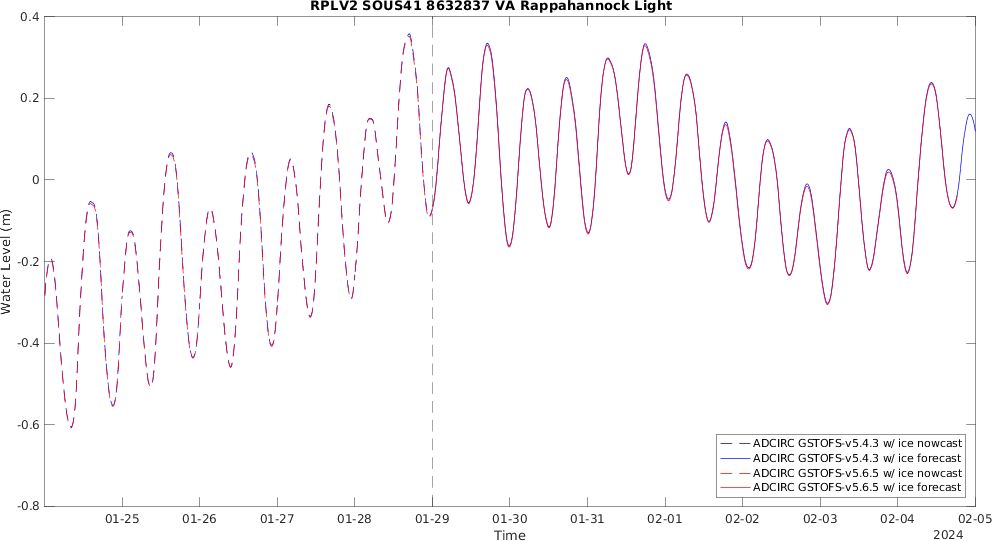 RPLV2 SOUS41 8632837 VA Rappahannock Light
0.4
0.2
0
-0.2
-0.4
-0.6
-0.8
Water Level (m)
01-25 01-26 01-27 01-28 01-29 01-30 01-31 02-01 02-02 02-03 02-04 02-05
Time
2024
ADCIRC GSTOFS-v5.4.3 w/ ice nowcast
ADCIRC GSTOFS-v5.4.3 w/ ice forecast
ADCIRC GSTOFS-v5.6.5 w/ ice nowcast
ADCIRC GSTOFS-v5.6.5 w/ ice forecast